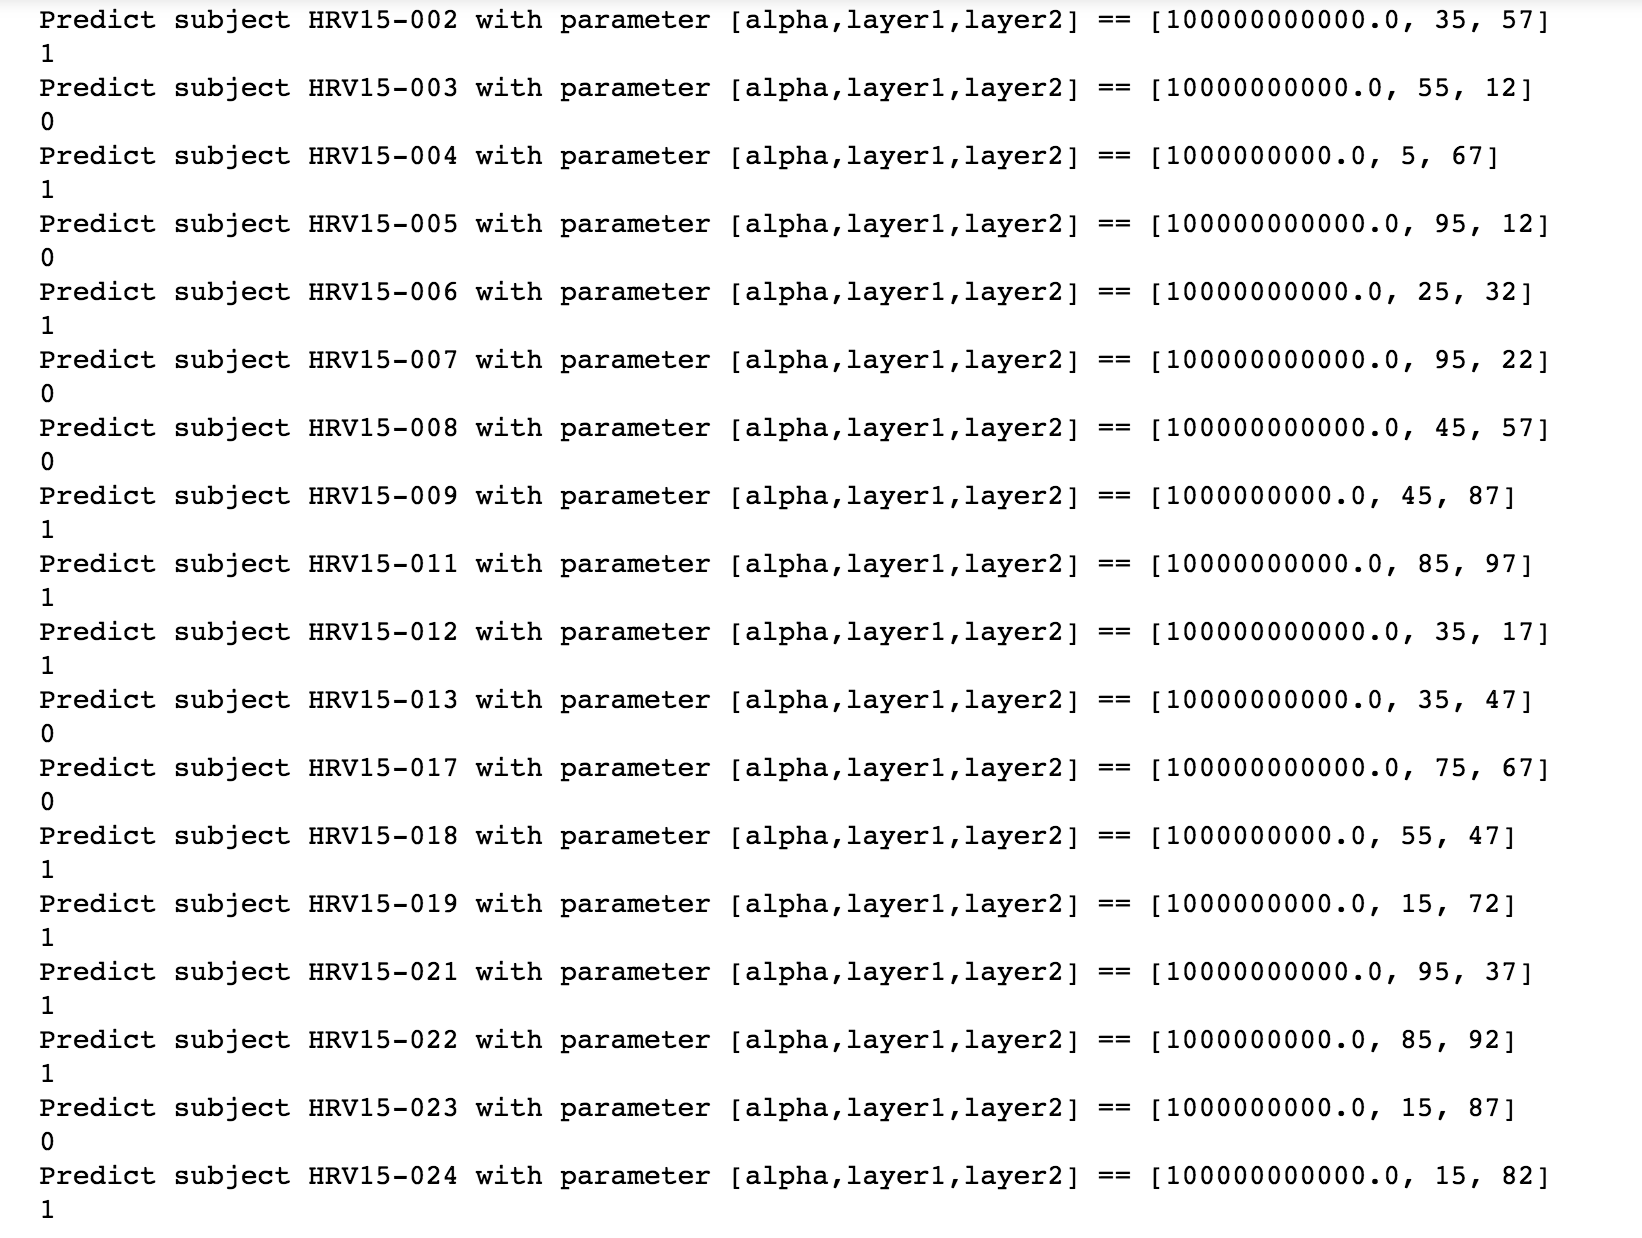 Predict subject HRV15-002 with parameter [alpha,layer1,layer2] == [100000000000.0, 35, 57]
1
Predict subject HRV15-003 with parameter [alpha,layer1,layer2] == [10000000000.0, 55, 12]
0
Predict subject HRV15-004 with parameter [alpha,layer1,layer2] == [1000000000.0, 5, 67]
1
Predict subject HRV15-005 with parameter [alpha,layer1,layer2] == [100000000000.0, 95, 12]
0
Predict subject HRV15-006 with parameter [alpha,layer1,layer2] == [10000000000.0, 25, 32]
1
Predict subject HRV15-007 with parameter [alpha,layer1,layer2] == [100000000000.0, 95, 22]
0
Predict subject HRV15-008 with parameter [alpha,layer1,layer2] == [100000000000.0, 45, 57]
0
Predict subject HRV15-009 with parameter [alpha,layer1,layer2] == [1000000000.0, 45, 87]
1
Predict subject HRV15-011 with parameter [alpha,layer1,layer2] == [10000000000.0, 85, 97]
1
Predict subject HRV15-012 with parameter [alpha,layer1,layer2] == [100000000000.0, 35, 17]
1
Predict subject HRV15-013 with parameter [alpha,layer1,layer2] == [10000000000.0, 35, 47]
0
Predict subject HRV15-017 with parameter [alpha,layer1,layer2] == [100000000000.0, 75, 67]
0
Predict subject HRV15-018 with parameter [alpha,layer1,layer2] == [1000000000.0, 55, 47]
1
Predict subject HRV15-019 with parameter [alpha,layer1,layer2] == [1000000000.0, 15, 72]
1
Predict subject HRV15-021 with parameter [alpha,layer1,layer2] == [10000000000.0, 95, 37]
1
Predict subject HRV15-022 with parameter [alpha,layer1,layer2] == [1000000000.0, 85, 92]
1
Predict subject HRV15-023 with parameter [alpha,layer1,layer2] == [1000000000.0, 15, 87]
0
Predict subject HRV15-024 with parameter [alpha,layer1,layer2] == [100000000000.0, 15, 82]
1